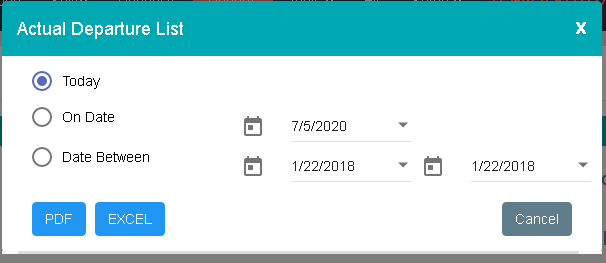 Actual Departure List X
Today
On Date 7/5/2020
Date Between 1/22/2018 1/22/2018
PDF EXCEL Cancel